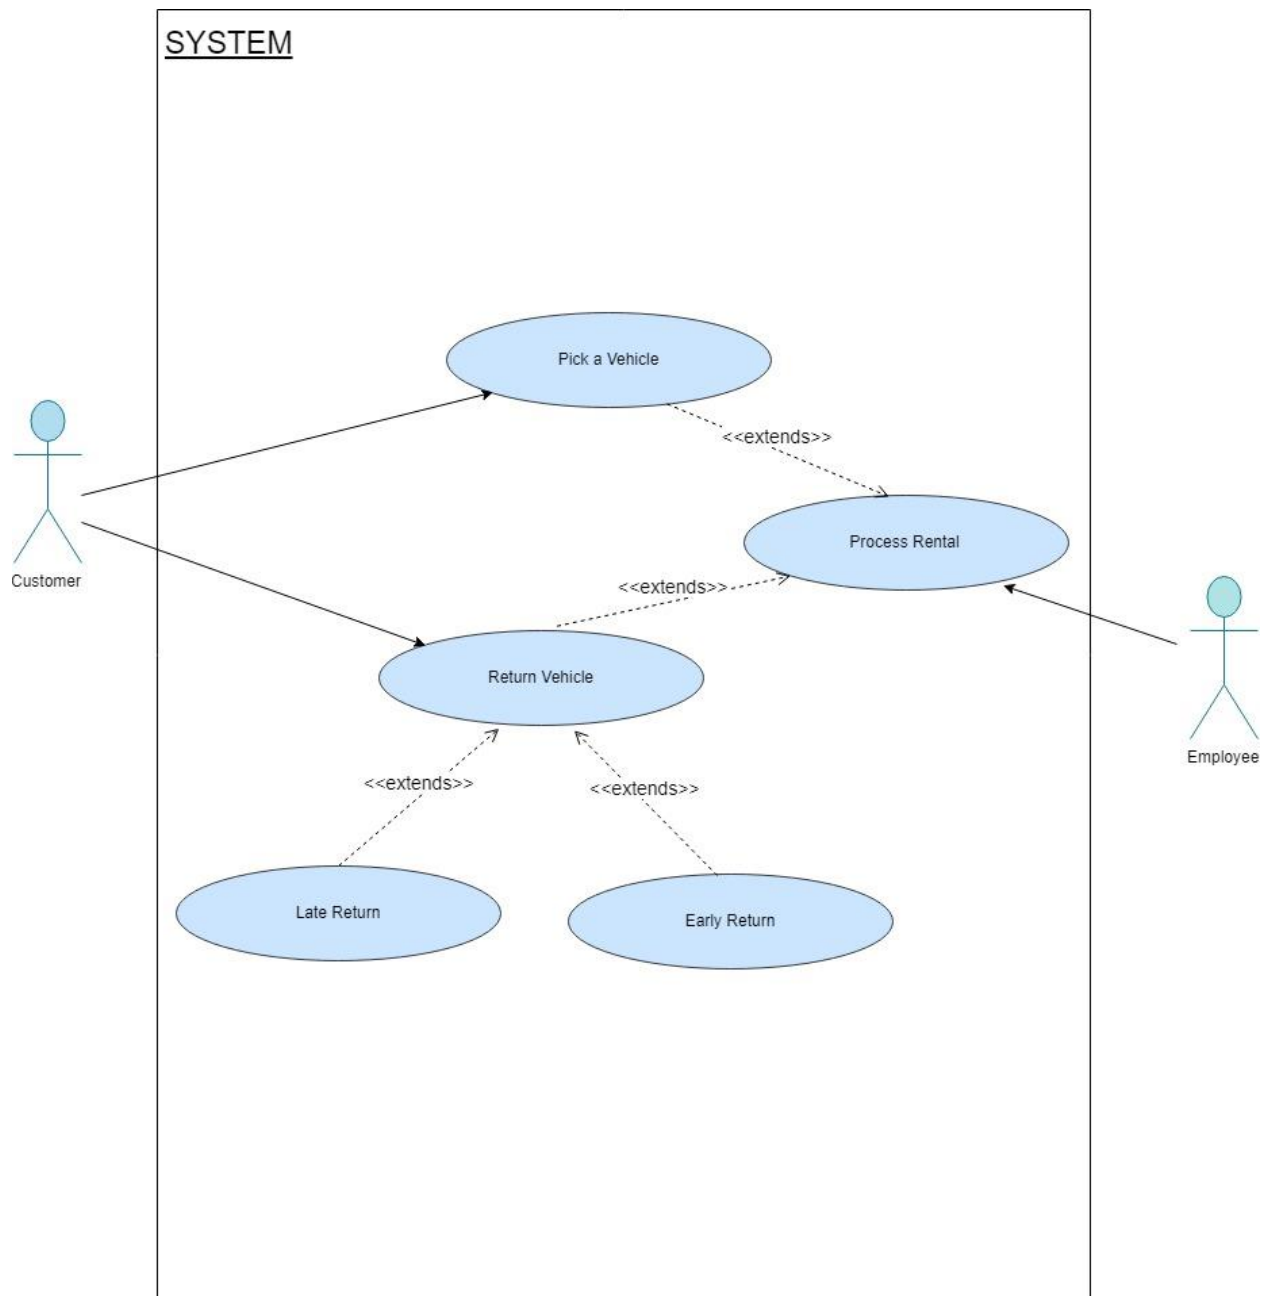 SYSTEM
Pick a Vehicle
<<extends>>
Process Rental
Customer
<<extends>>
Return Vehicle
Employee
<<extends>>
<<extends>>
Late Return
Early Return